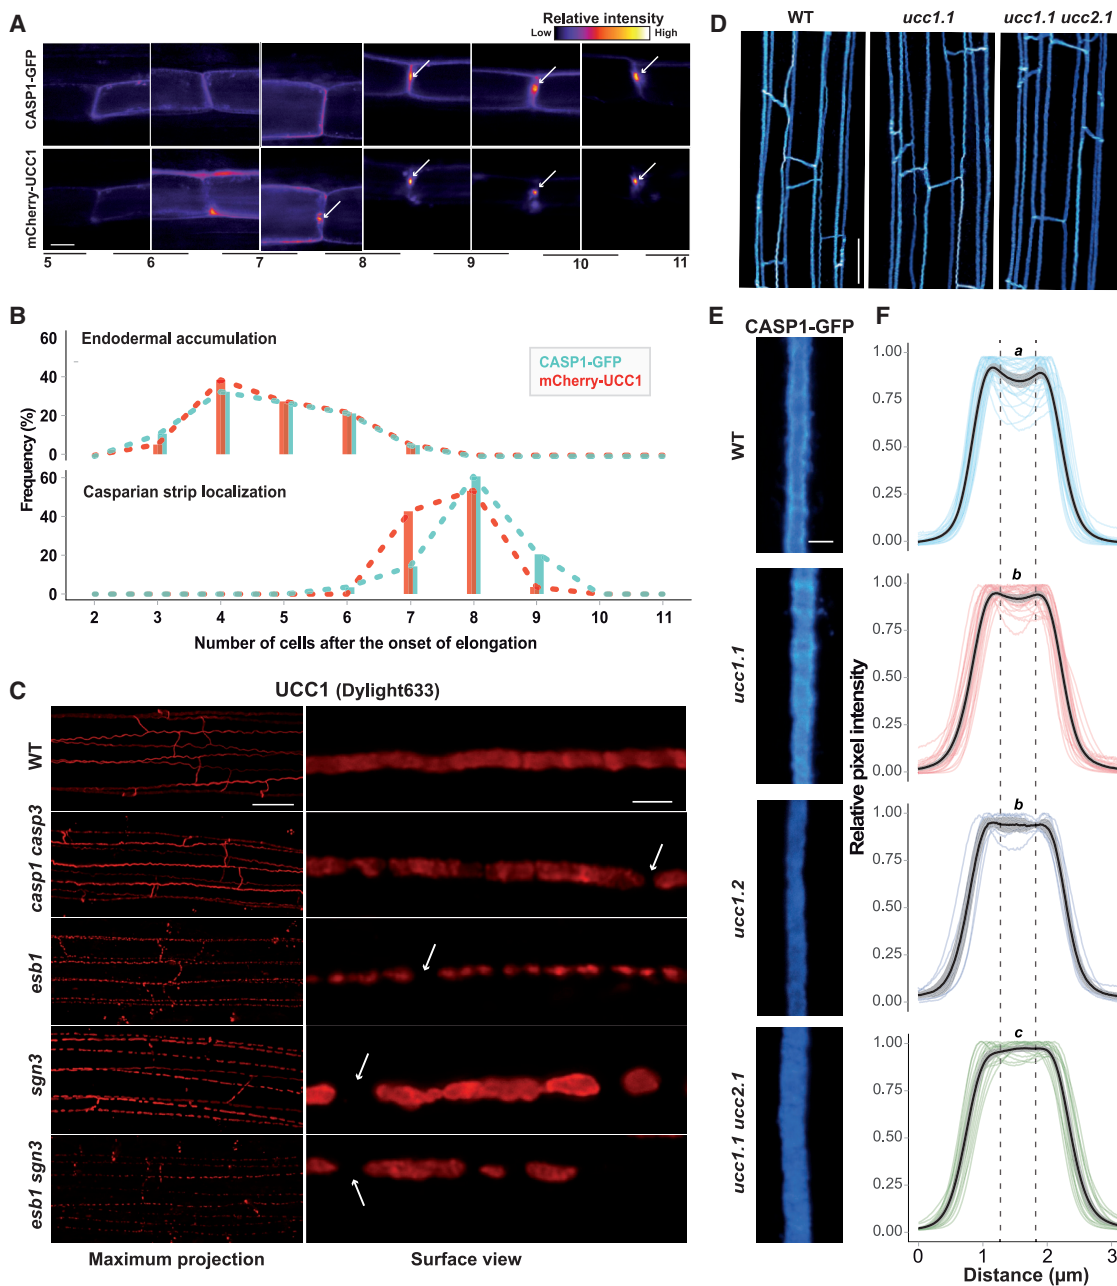 A
Relative intensity
Low
High
CASP1-GFP
mCherry-UCC1
5
6
7
8
9
10
11
B
Endodermal accumulation
CASP1-GFP
mCherry-UCC1
Frequency (%)
60
40
20
0
Casparian strip localization
60
40
20
0
2
3
4
5
6
7
8
9
10
11
Number of cells after the onset of elongation
C
UCC1 (Dylight633)
WT
casp1 casp3
esb1
sgn3
esb1 sgn3
Maximum projection
Surface view
D
WT
ucc1.1
ucc1.1 ucc2.1
E
CASP1-GFP
WT
ucc1.1
ucc1.2
ucc1.1 ucc2.1
F
Relative pixel intensity
a
1.00
0.75
0.50
0.25
0.00
b
1.00
0.75
0.50
0.25
0.00
b
1.00
0.75
0.50
0.25
0.00
c
1.00
0.75
0.50
0.25
0.00
0
1
2
3
Distance (µm)